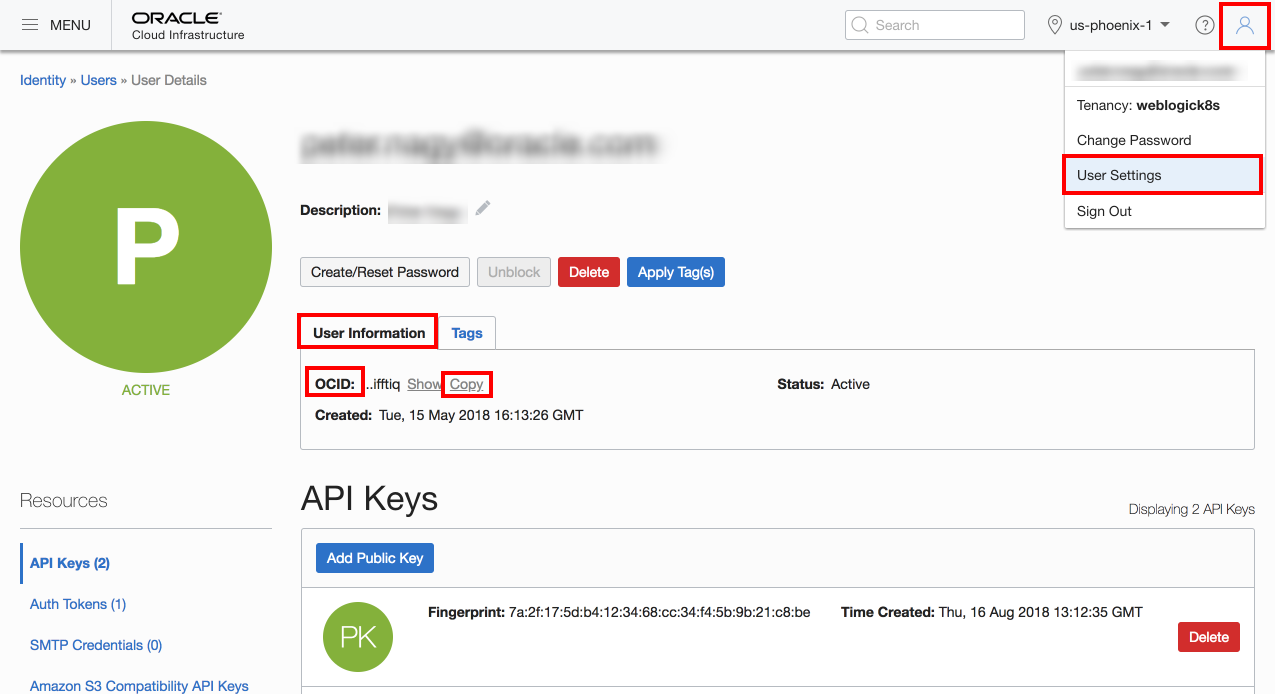 MENU
ORACLE
Cloud Infrastructure
Search
us-phoenix-1
?
Identity » Users » User Details
Tenancy: weblogick8s
Change Password
User Settings
Sign Out
P
ACTIVE
Description:
Create/Reset Password
Unblock
Delete
Apply Tag(s)
User Information
Tags
OCID: ..ifftiq Show Copy
Status: Active
Created: Tue, 15 May 2018 16:13:26 GMT
Resources
API Keys (2)
Auth Tokens (1)
SMTP Credentials (0)
Amazon S3 Compatibility API Keys
API Keys
Displaying 2 API Keys
Add Public Key
PK
Fingerprint: 7a:2f:17:5d:b4:12:34:68:cc:34:f4:5b:9b:21:c8:be
Time Created: Thu, 16 Aug 2018 13:12:35 GMT
Delete